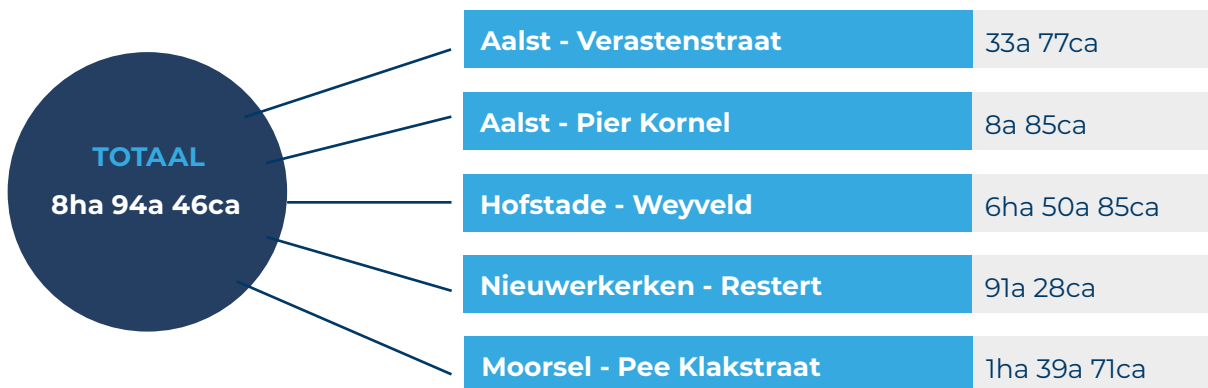 TOTAAL
8ha 94a 46ca
Aalst - Verastenstraat 33a 77ca
Aalst - Pier Kornel 8a 85ca
Hofstade - Weyveld 6ha 50a 85ca
Nieuwerkerken - Restert 91a 28ca
Moorsel - Pee Klakstraat 1ha 39a 71ca